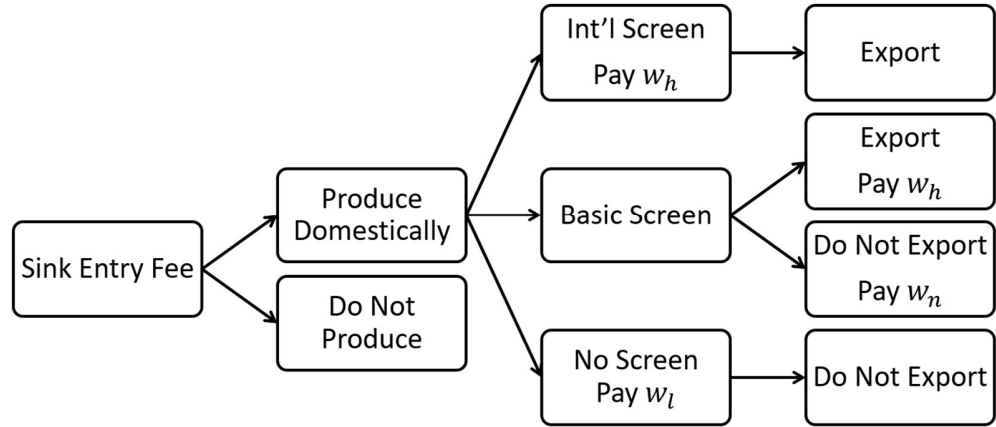 Sink Entry Fee
Produce
Domestically
Do Not
Produce
Int'l Screen
Pay w_h
Basic Screen
No Screen
Pay w_l
Export
Export
Pay w_h
Do Not Export
Pay w_n
Do Not Export